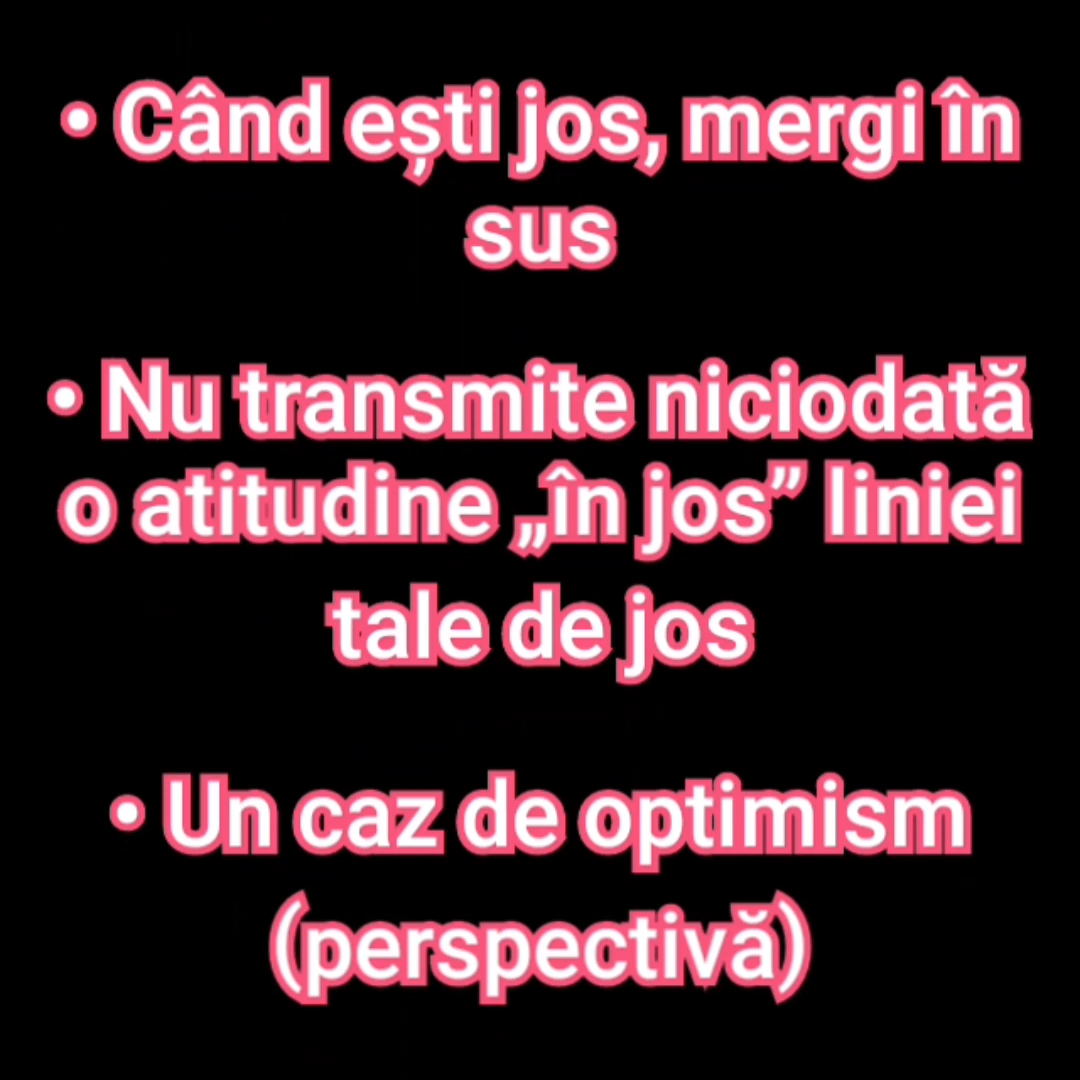 • Când ești jos, mergi în
sus
• Nu transmite niciodată
o atitudine „în jos” liniei
tale de jos
• Un caz de optimism
(perspectivă)